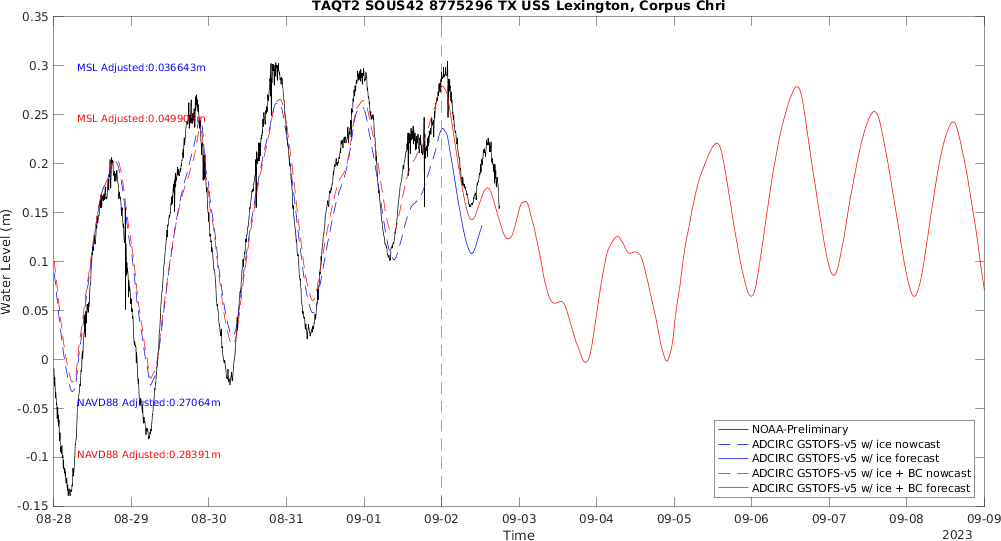 TAQT2 SOUS42 8775296 TX USS Lexington, Corpus Chri
0.35
0.3
0.25
0.2
0.15
0.1
0.05
0
-0.05
-0.1
-0.15
Water Level (m)
MSL Adjusted:0.036643m
MSL Adjusted:0.0499
NAVD88 Adjusted:0.27064m
NAVD88 Adjusted:0.28391m
NOAA-Preliminary
ADCIRC GSTOFS-v5 w/ ice nowcast
ADCIRC GSTOFS-v5 w/ ice forecast
ADCIRC GSTOFS-v5 w/ ice + BC nowcast
ADCIRC GSTOFS-v5 w/ ice + BC forecast
08-28 08-29 08-30 08-31 09-01 09-02 09-03 09-04 09-05 09-06 09-07 09-08 09-09
Time
2023